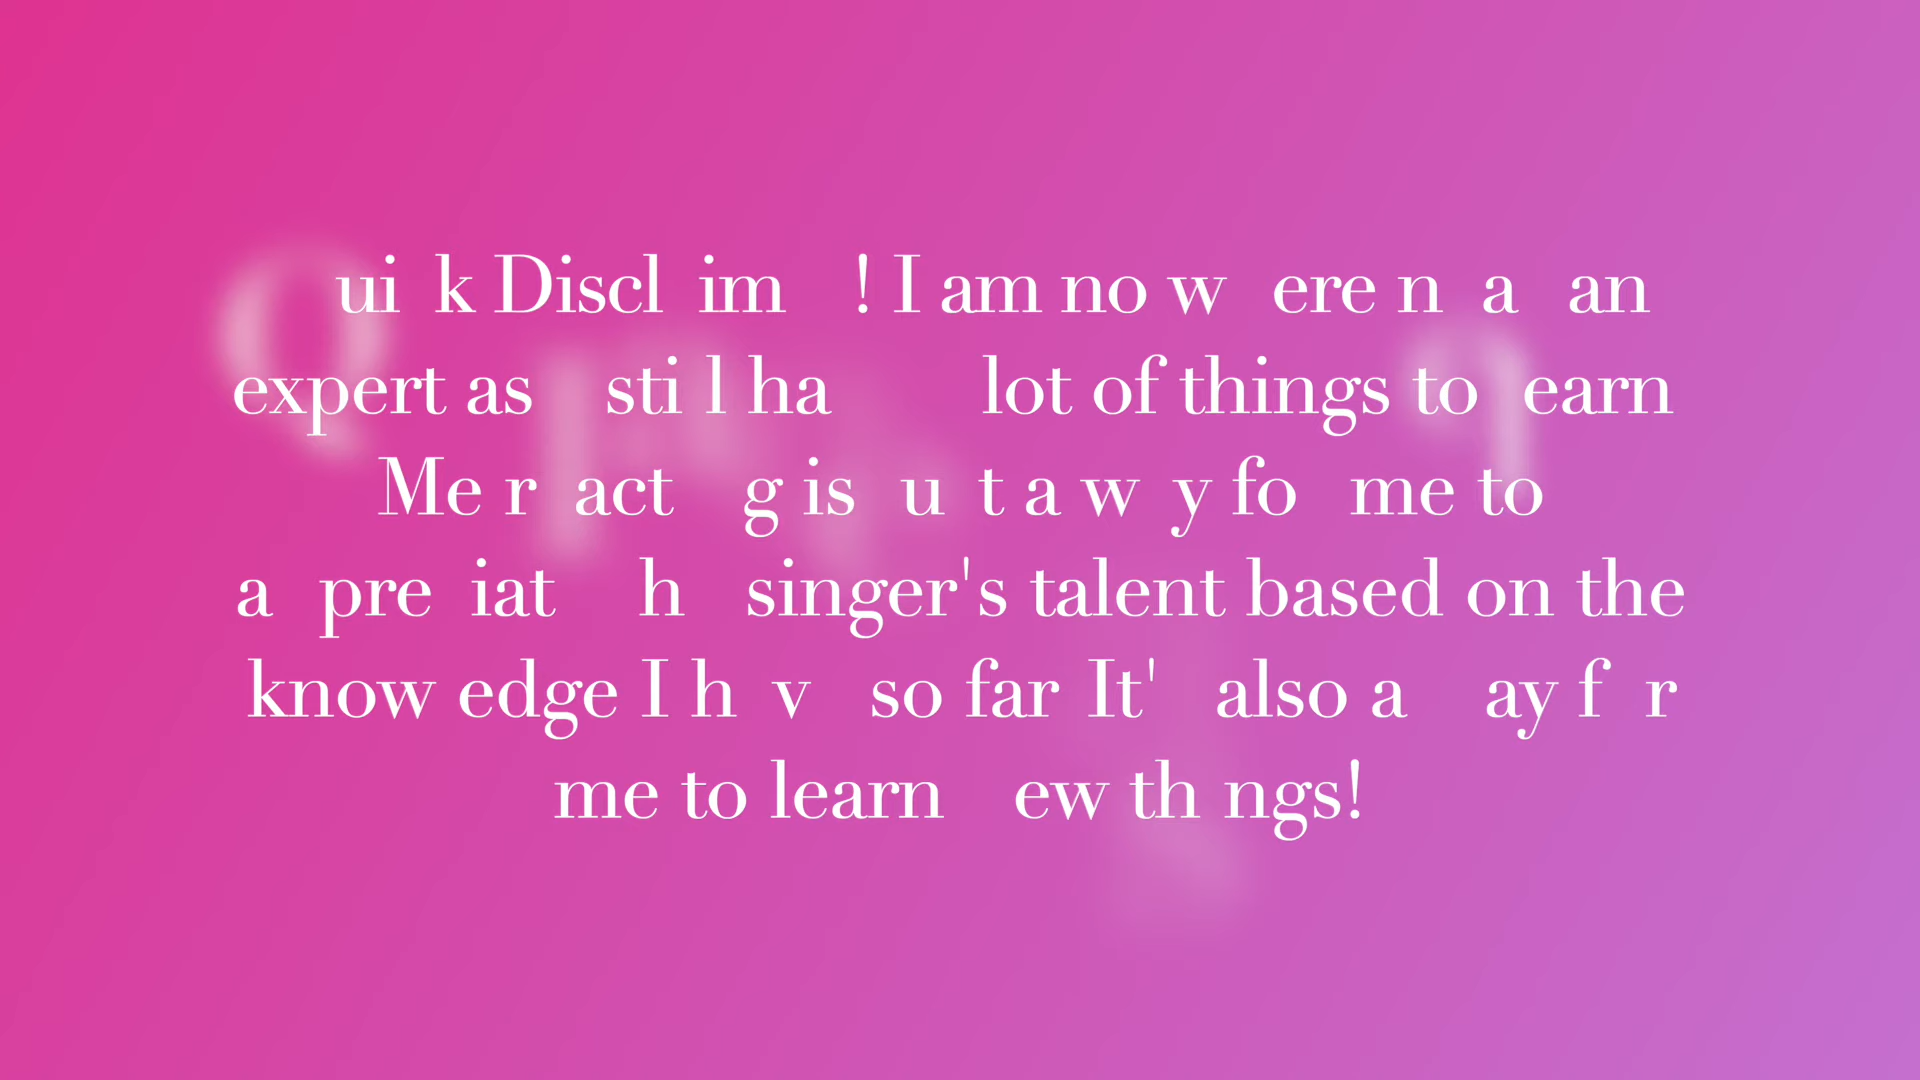 Q ui k Discl im ! I am no w ere n a an
expert as sti l ha lot of things to earn
Me r act g is u t a w y fo me to
a pre iat h singer's talent based on the
know edge I h v so far It' also a ay f r
me to learn ew th ngs!